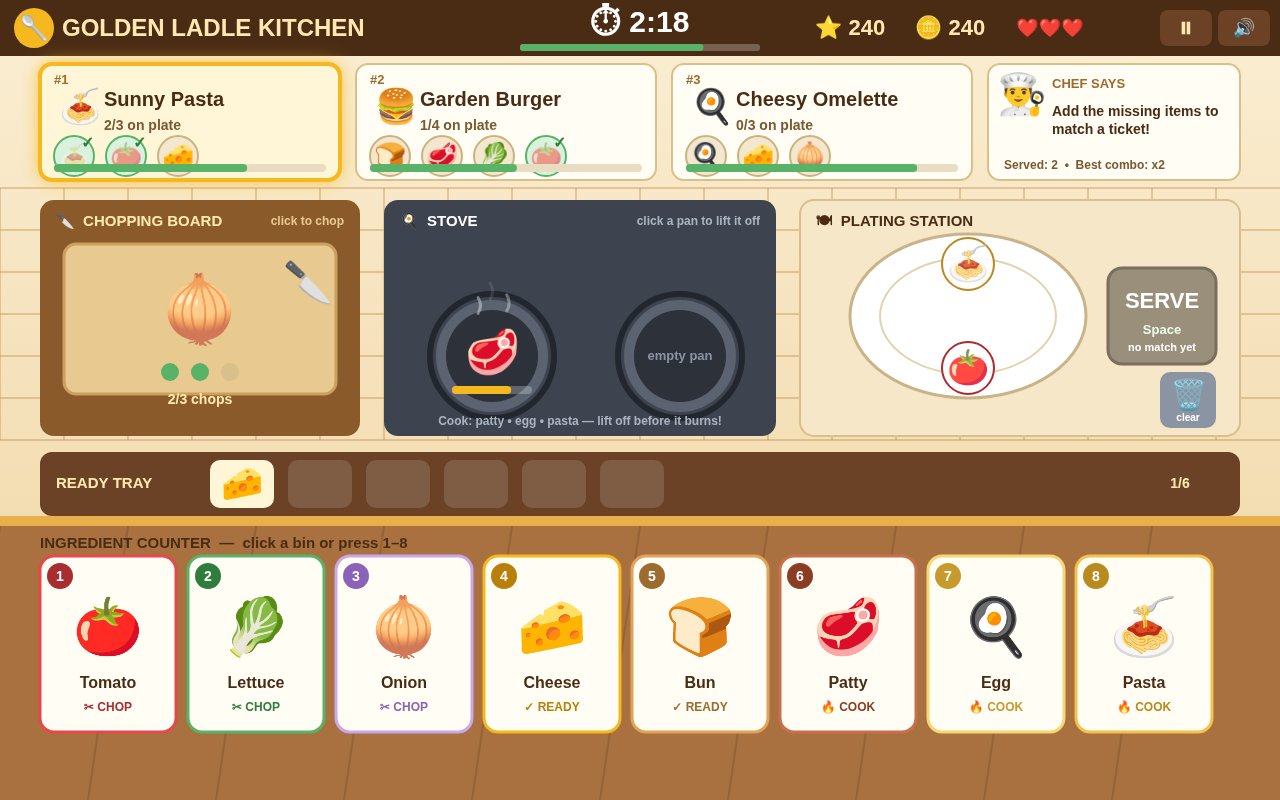 GOLDEN LADLE KITCHEN
2:18
240
240
#1
Sunny Pasta
2/3 on plate
#2
Garden Burger
1/4 on plate
#3
Cheesy Omelette
0/3 on plate
CHEF SAYS
Add the missing items to
match a ticket!
Served: 2 • Best combo: x2
CHOPPING BOARD
click to chop
2/3 chops
STOVE
click a pan to lift it off
empty pan
Cook: patty • egg • pasta — lift off before it burns!
PLATING STATION
SERVE
Space
no match yet
clear
READY TRAY
1/6
INGREDIENT COUNTER — click a bin or press 1–8
1
Tomato
✂ CHOP
2
Lettuce
✂ CHOP
3
Onion
✂ CHOP
4
Cheese
✓ READY
5
Bun
✓ READY
6
Patty
🔥 COOK
7
Egg
🔥 COOK
8
Pasta
🔥 COOK